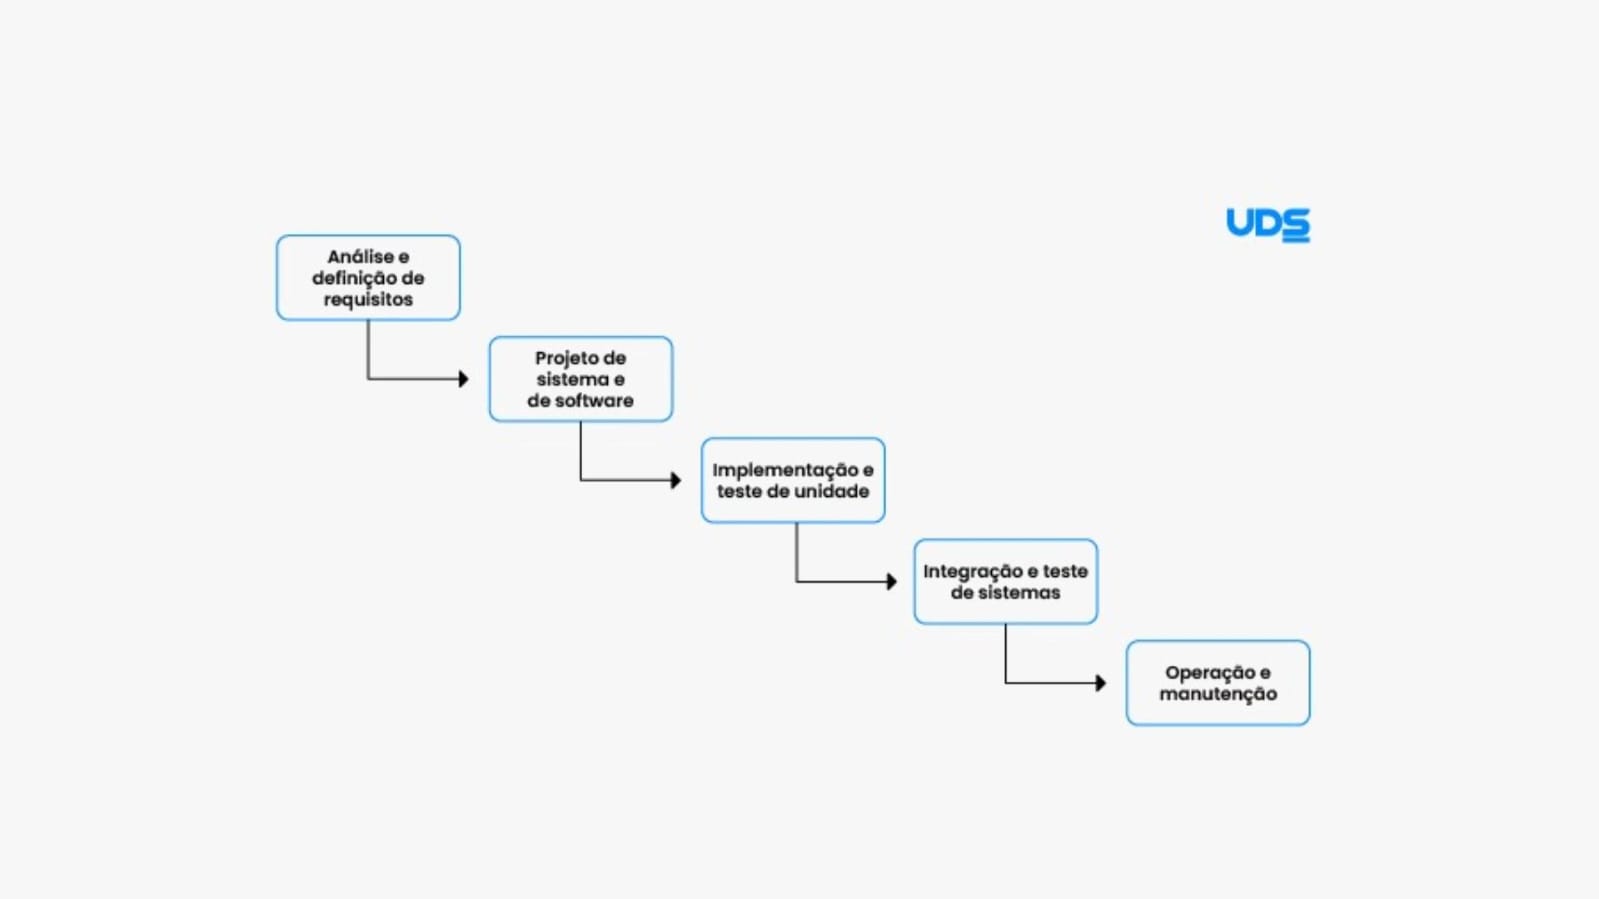 UDS
Análise e
definição de
requisitos
Projeto de
sistema e
de software
Implementação e
teste de unidade
Integração e teste
de sistemas
Operação e
manutenção